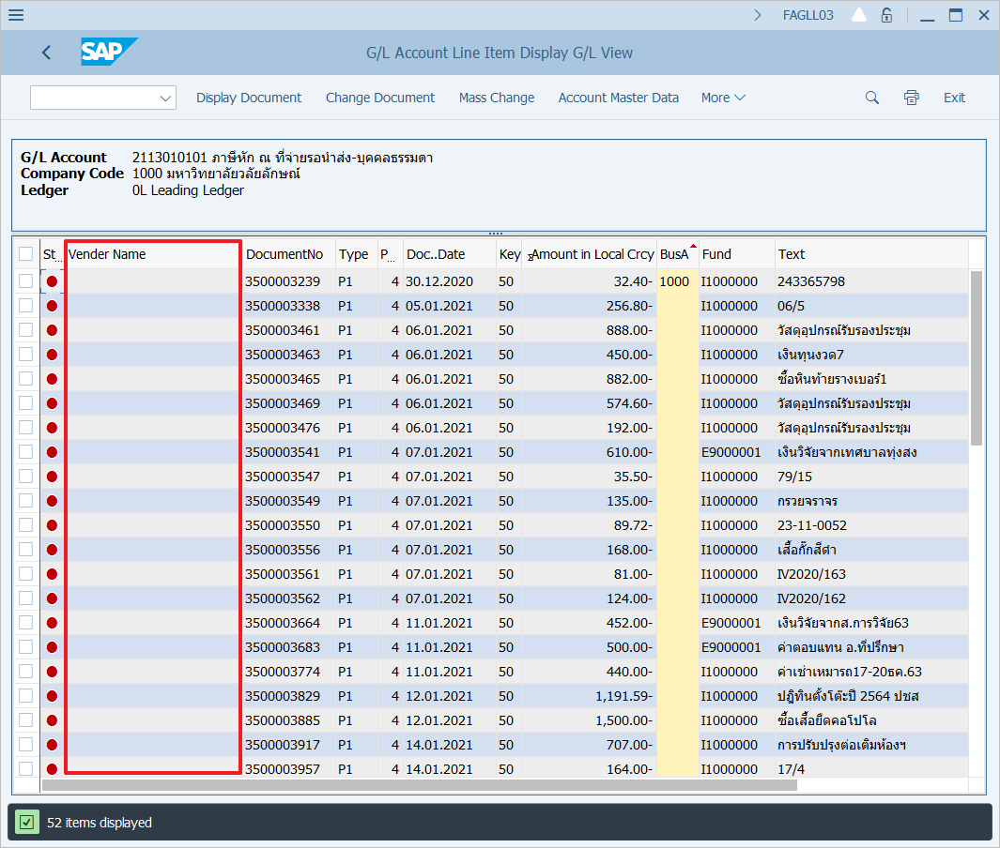 FAGLL03
SAP
G/L Account Line Item Display G/L View
Display Document Change Document Mass Change Account Master Data More Exit
G/L Account 2113010101 ภาษีหัก ณ ที่จ่ายรอนำส่ง-บุคคลธรรมดา
Company Code 1000 มหาวิทยาลัยวลัยลักษณ์
Ledger 0L Leading Ledger
St... Vender Name DocumentNo Type P... Doc..Date Key Amount in Local Crcy BusA Fund Text
3500003239 P1 4 30.12.2020 50 32.40- 1000 I1000000 243365798
3500003338 P1 4 05.01.2021 50 256.80- I1000000 06/5
3500003461 P1 4 06.01.2021 50 888.00- I1000000 วัสดุอุปกรณ์รับรองประชุม
3500003463 P1 4 06.01.2021 50 450.00- I1000000 เงินทุนงวด7
3500003465 P1 4 06.01.2021 50 882.00- I1000000 ซื้อหินท้ายรางเบอร์1
3500003469 P1 4 06.01.2021 50 574.60- I1000000 วัสดุอุปกรณ์รับรองประชุม
3500003476 P1 4 06.01.2021 50 192.00- I1000000 วัสดุอุปกรณ์รับรองประชุม
3500003541 P1 4 07.01.2021 50 610.00- E9000001 เงินวิจัยจากเทศบาลทุ่งสง
3500003547 P1 4 07.01.2021 50 35.50- I1000000 79/15
3500003549 P1 4 07.01.2021 50 135.00- I1000000 กรวยจราจร
3500003550 P1 4 07.01.2021 50 89.72- I1000000 23-11-0052
3500003556 P1 4 07.01.2021 50 168.00- I1000000 เสื้อกั๊กสีดำ
3500003561 P1 4 07.01.2021 50 81.00- I1000000 IV2020/163
3500003562 P1 4 07.01.2021 50 124.00- I1000000 IV2020/162
3500003664 P1 4 11.01.2021 50 452.00- E9000001 เงินวิจัยจากส.การวิจัย63
3500003683 P1 4 11.01.2021 50 500.00- E9000001 ค่าตอบแทน อ.ที่ปรึกษา
3500003774 P1 4 11.01.2021 50 440.00- I1000000 ค่าเช่าเหมารถ17-20ธค.63
3500003829 P1 4 12.01.2021 50 1,191.59- I1000000 ปฎิทินตั้งโต๊ะปี 2564 ปชส
3500003885 P1 4 12.01.2021 50 1,500.00- I1000000 ซื้อเสื้อยืดคอโปโล
3500003917 P1 4 14.01.2021 50 707.00- I1000000 การปรับปรุงต่อเติมห้องฯ
3500003957 P1 4 14.01.2021 50 164.00- I1000000 17/4
52 items displayed